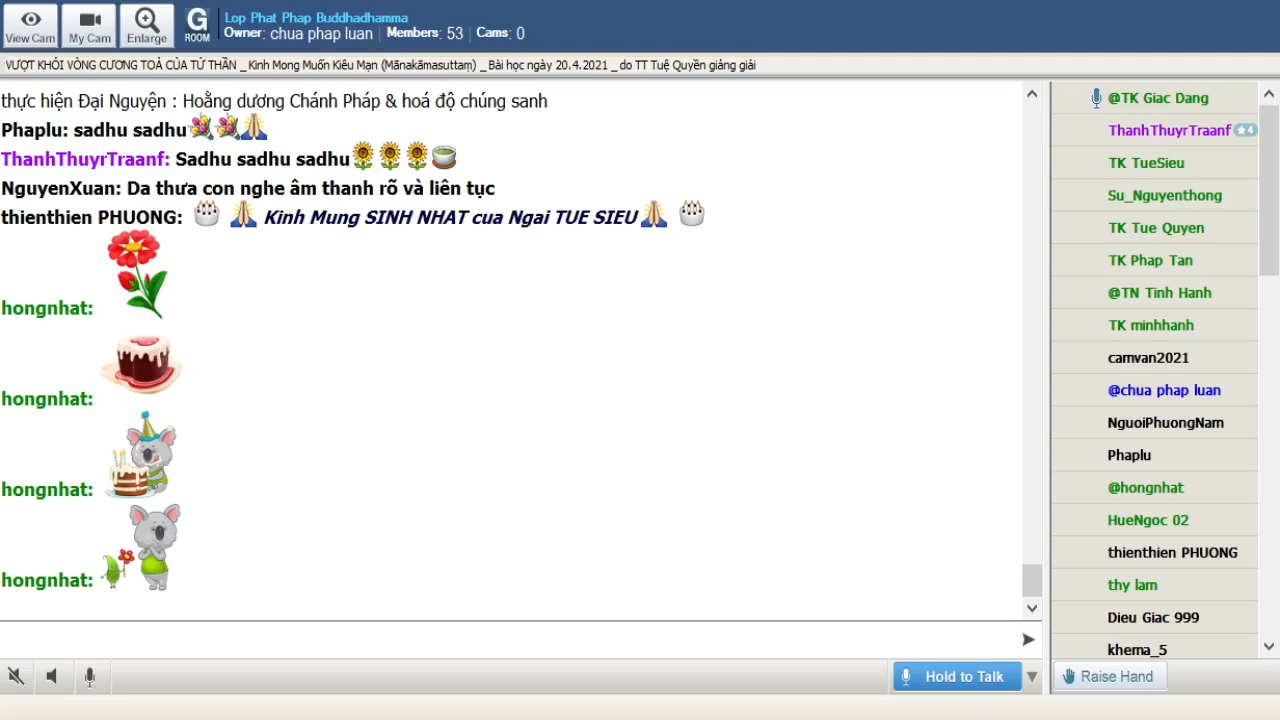 View Cam
My Cam
Enlarge
G
ROOM
Lop Phat Phap Buddhadhamma
Owner: chua phap luan | Members: 53 | Cams: 0
VƯỢT KHỎI VÒNG CƯƠNG TOẢ CỦA TỬ THẦN _ Kinh Mong Muốn Kiêu Mạn (Mānakāmasuttaṃ) _ Bài học ngày 20.4.2021 _ do TT Tuệ Quyền giảng giải
thực hiện Đại Nguyện : Hoằng dương Chánh Pháp & hoá độ chúng sanh
Phaplu: sadhu sadhu
ThanhThuyrTraanf: Sadhu sadhu sadhu
NguyenXuan: Da thưa con nghe âm thanh rõ và liên tục
thienthien PHUONG: Kinh Mung SINH NHAT cua Ngai TUE SIEU
hongnhat:
hongnhat:
hongnhat:
hongnhat:
@TK Giac Dang
ThanhThuyrTraanf 4
TK TueSieu
Su_Nguyenthong
TK Tue Quyen
TK Phap Tan
@TN Tinh Hanh
TK minhhanh
camvan2021
@chua phap luan
NguoiPhuongNam
Phaplu
@hongnhat
HueNgoc 02
thienthien PHUONG
thy lam
Dieu Giac 999
khema_5
Hold to Talk
Raise Hand